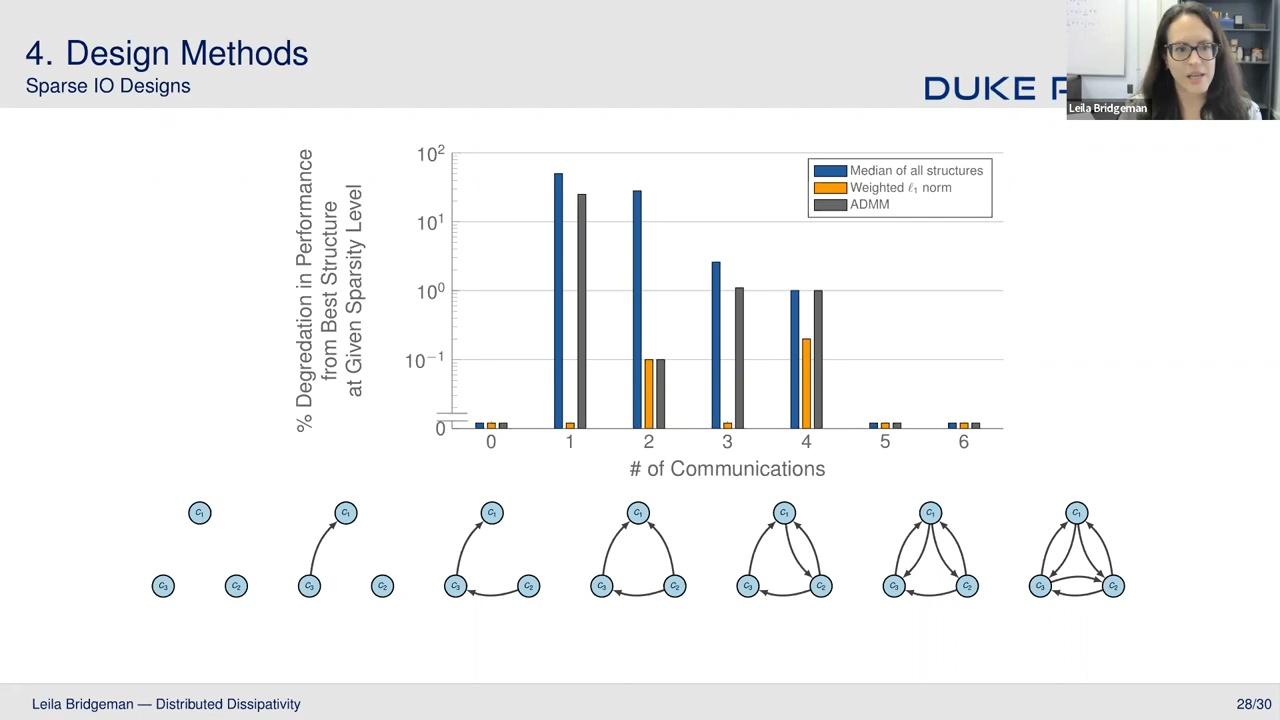 4. Design Methods
Sparse IO Designs
DUKE
Leila Bridgeman
% Degredation in Performance
from Best Structure
at Given Sparsity Level
10²
10¹
10⁰
10⁻¹
0
Median of all structures
Weighted ℓ₁ norm
ADMM
0 1 2 3 4 5 6
# of Communications
C₁ C₁ C₁ C₁ C₁ C₁ C₁
C₃ C₂ C₃ C₂ C₃ C₂ C₃ C₂ C₃ C₂ C₃ C₂ C₃ C₂
Leila Bridgeman — Distributed Dissipativity
28/30